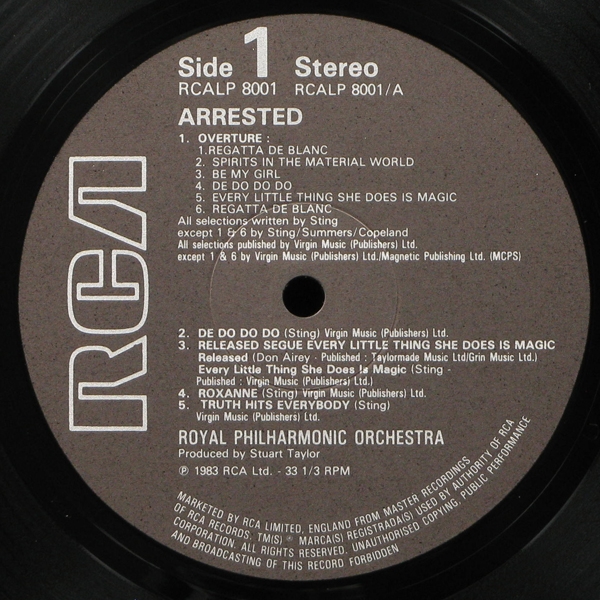 Side 1 Stereo
RCALP 8001 RCALP 8001/A
ARRESTED
1. OVERTURE :
1.REGATTA DE BLANC
2. SPIRITS IN THE MATERIAL WORLD
3. BE MY GIRL
4. DE DO DO DO
5. EVERY LITTLE THING SHE DOES IS MAGIC
6. REGATTA DE BLANC
All selections written by Sting
except 1 & 6 by Sting/Summers/Copeland
All selections published by Virgin Music (Publishers) Ltd.
except 1 & 6 by Virgin Music (Publishers) Ltd./Magnetic Publishing Ltd. (MCPS)
RCA
2. DE DO DO DO (Sting) Virgin Music (Publishers) Ltd.
3. RELEASED SEGUE EVERY LITTLE THING SHE DOES IS MAGIC
Released (Don Airey - Published : Taylormade Music Ltd/Grin Music Ltd.)
Every Little Thing She Does Is Magic (Sting -
Published : Virgin Music (Publishers) Ltd.)
4. ROXANNE (Sting) Virgin Music (Publishers) Ltd.
5. TRUTH HITS EVERYBODY (Sting)
Virgin Music (Publishers) Ltd.
ROYAL PHILHARMONIC ORCHESTRA
Produced by Stuart Taylor
℗ 1983 RCA Ltd. - 33 1/3 RPM
MARKETED BY RCA LIMITED, ENGLAND FROM MASTER RECORDINGS
OF RCA RECORDS. TM(S) ® MARCA(S) REGISTRADA(S) USED BY AUTHORITY OF RCA
CORPORATION. ALL RIGHTS RESERVED. UNAUTHORISED COPYING, PUBLIC PERFORMANCE
AND BROADCASTING OF THIS RECORD FORBIDDEN